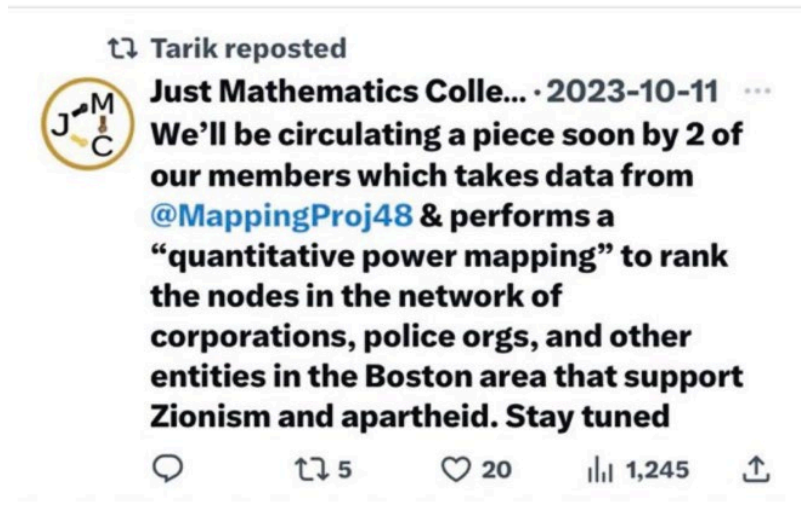 Tarik reposted
Just Mathematics Colle... · 2023-10-11 ...
J M C
We’ll be circulating a piece soon by 2 of
our members which takes data from
@MappingProj48 & performs a
“quantitative power mapping” to rank
the nodes in the network of
corporations, police orgs, and other
entities in the Boston area that support
Zionism and apartheid. Stay tuned
5 20 1,245